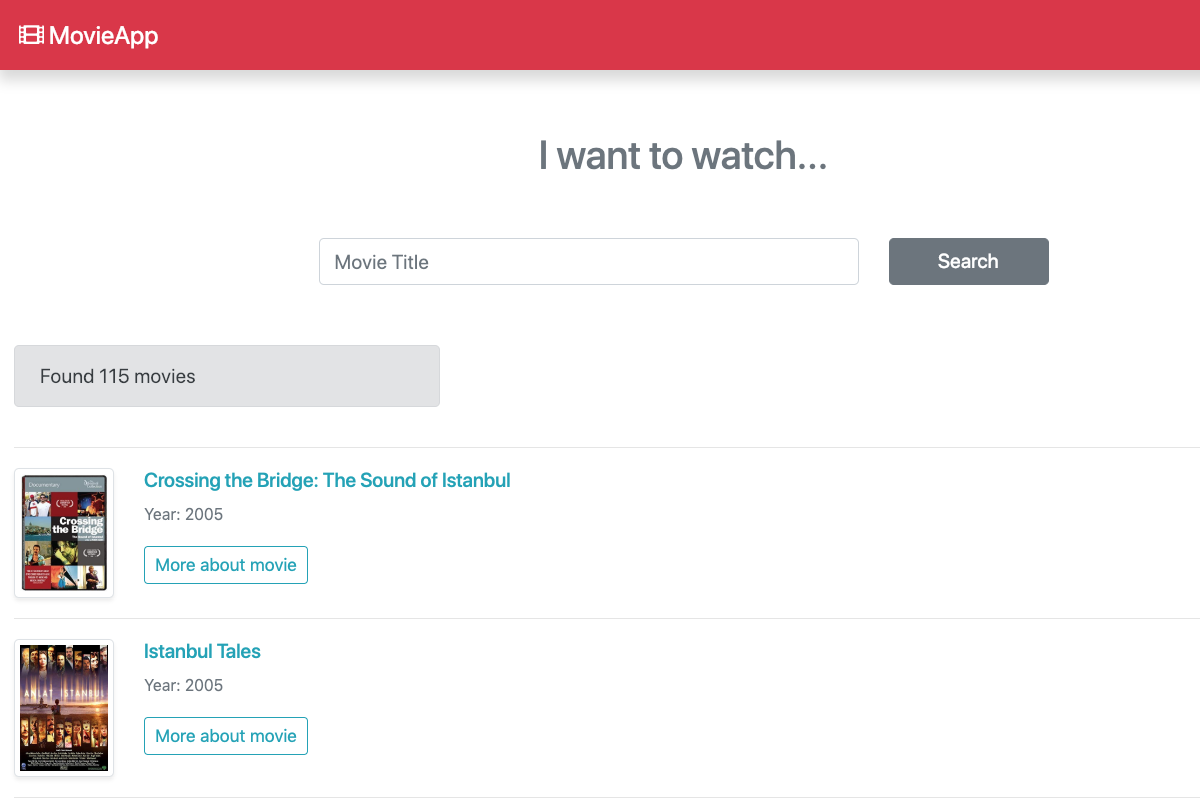 MovieApp
I want to watch...
Movie Title
Search
Found 115 movies
Documentary
Crossing
the Bridge
Crossing the Bridge: The Sound of Istanbul
Year: 2005
More about movie
ANLAT ISTANBUL
Istanbul Tales
Year: 2005
More about movie